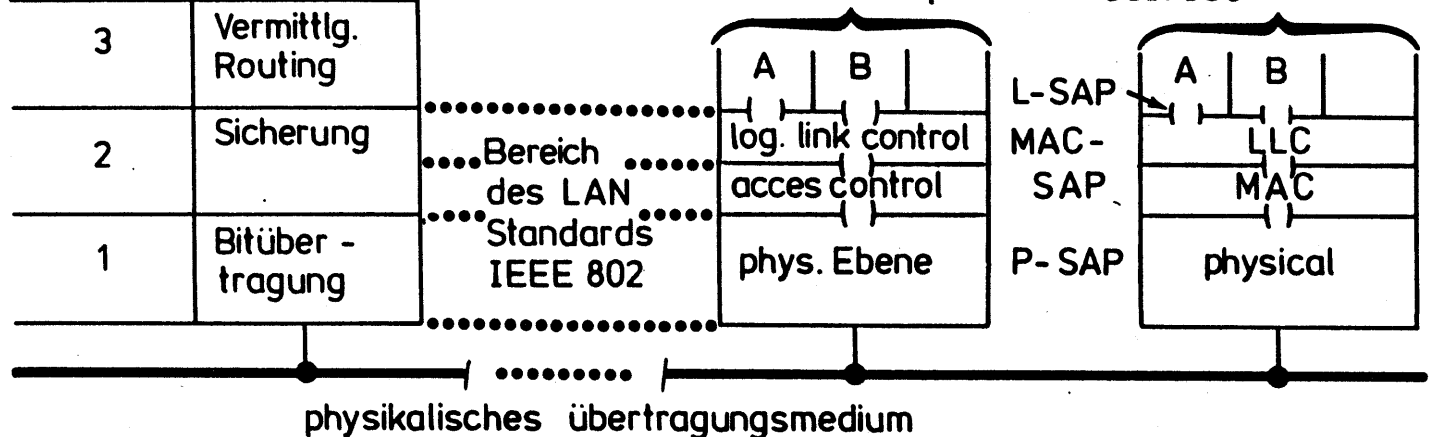 3
Vermittlg.
Routing
2
Sicherung
1
Bitüber -
tragung
Bereich
des LAN
Standards
IEEE 802
A B
log. link control
acces control
phys. Ebene
L-SAP
MAC-
SAP
P-SAP
A B
LLC
MAC
physical
physikalisches übertragungsmedium